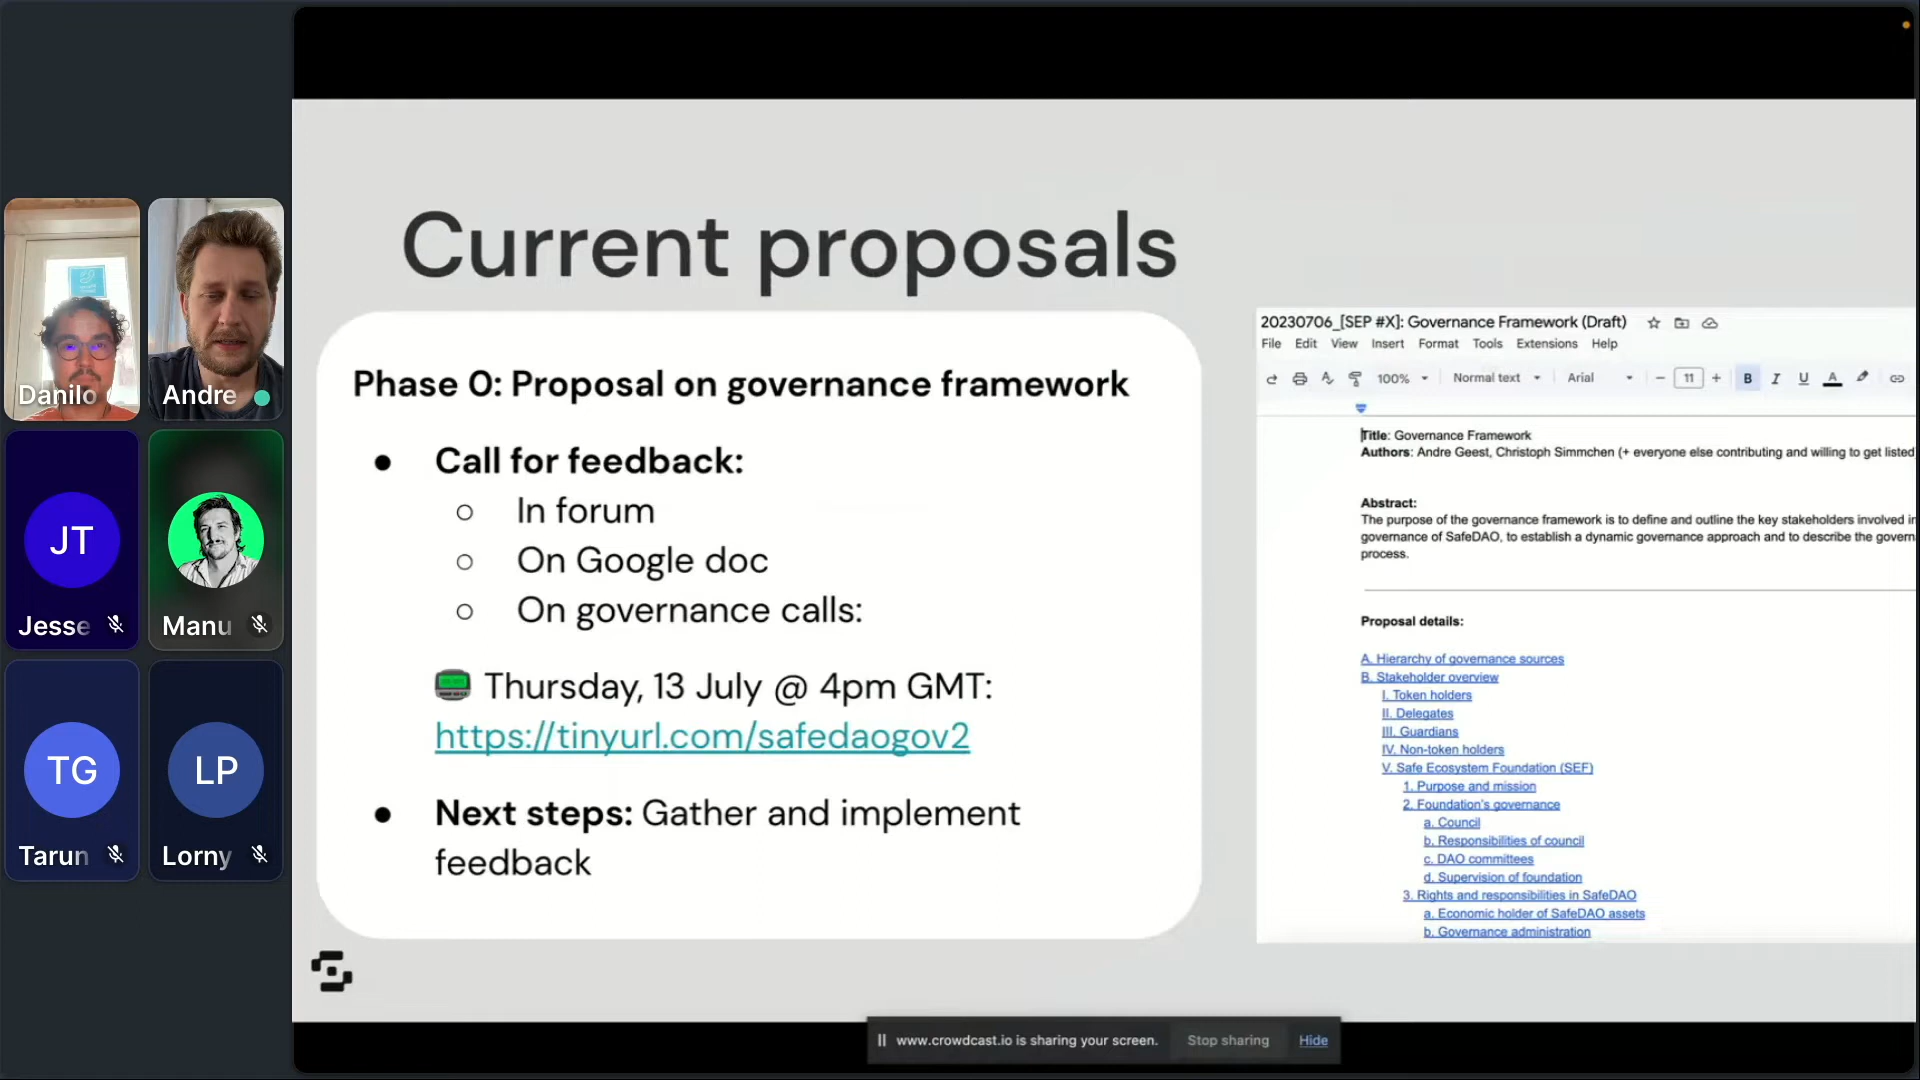 Danilo
Andre
JT
Jesse
Manu
TG
Tarun
LP
Lorny
Current proposals
Phase 0: Proposal on governance framework
● Call for feedback:
○ In forum
○ On Google doc
○ On governance calls:
Thursday, 13 July @ 4pm GMT:
https://tinyurl.com/safedaogov2
● Next steps: Gather and implement
feedback
20230706_[SEP #X]: Governance Framework (Draft)
File Edit View Insert Format Tools Extensions Help
100% Normal text Arial − 11 + B I U A
Title: Governance Framework
Authors: Andre Geest, Christoph Simmchen (+ everyone else contributing and willing to get listed
Abstract:
The purpose of the governance framework is to define and outline the key stakeholders involved in
governance of SafeDAO, to establish a dynamic governance approach and to describe the govern
process.
Proposal details:
A. Hierarchy of governance sources
B. Stakeholder overview
I. Token holders
II. Delegates
III. Guardians
IV. Non-token holders
V. Safe Ecosystem Foundation (SEF)
1. Purpose and mission
2. Foundation's governance
a. Council
b. Responsibilities of council
c. DAO committees
d. Supervision of foundation
3. Rights and responsibilities in SafeDAO
a. Economic holder of SafeDAO assets
b. Governance administration
www.crowdcast.io is sharing your screen. Stop sharing Hide